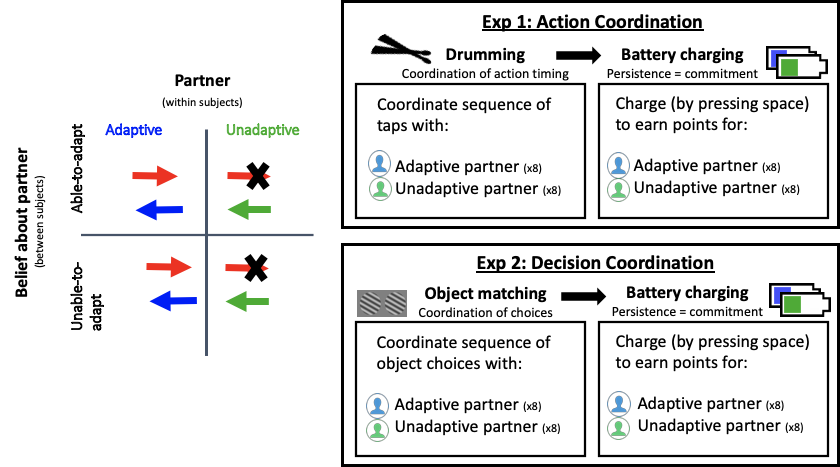 Partner
(within subjects)
Adaptive
Unadaptive
Belief about partner
(between subjects)
Able-to-adapt
Unable-to-
adapt
Exp 1: Action Coordination
Drumming
Coordination of action timing
Battery charging
Persistence = commitment
Coordinate sequence of
taps with:
Adaptive partner (x8)
Unadaptive partner (x8)
Charge (by pressing space)
to earn points for:
Adaptive partner (x8)
Unadaptive partner (x8)
Exp 2: Decision Coordination
Object matching
Coordination of choices
Battery charging
Persistence = commitment
Coordinate sequence of
object choices with:
Adaptive partner (x8)
Unadaptive partner (x8)
Charge (by pressing space)
to earn points for:
Adaptive partner (x8)
Unadaptive partner (x8)